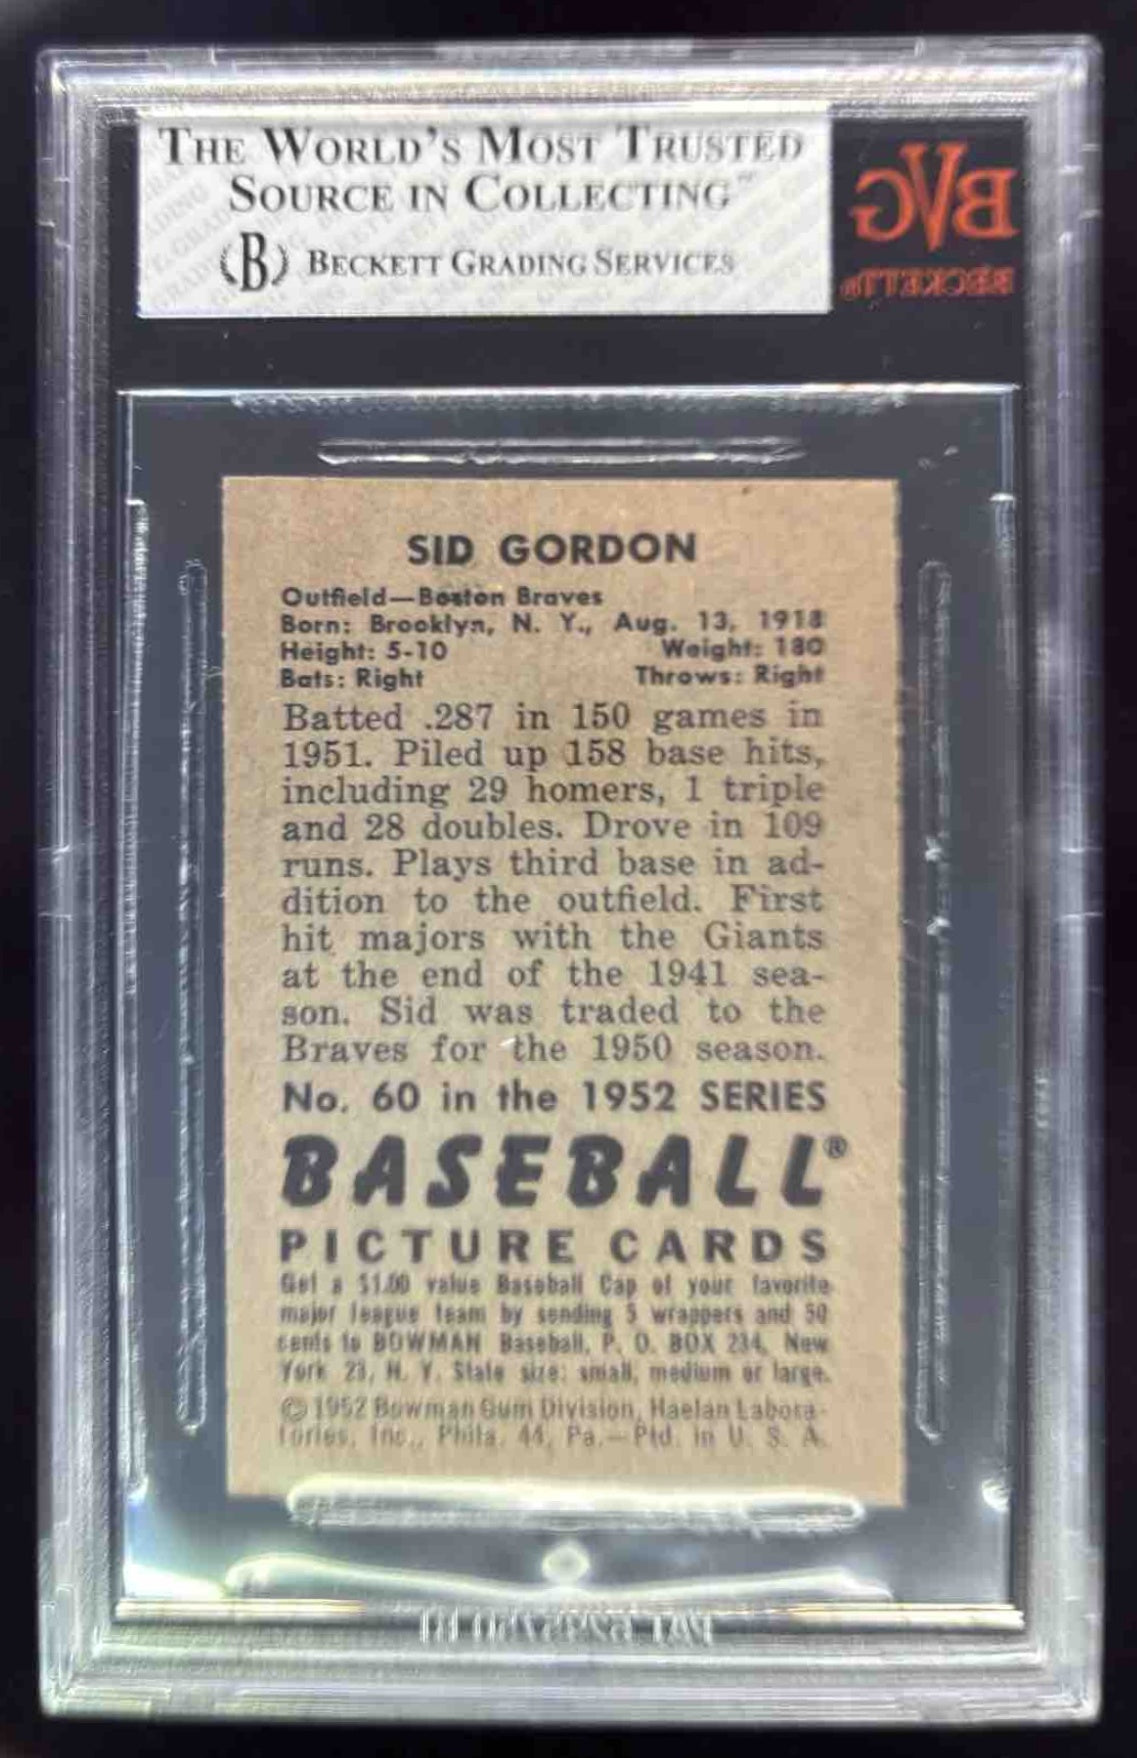 THE WORLD'S MOST TRUSTED
SOURCE IN COLLECTING™
(B) BECKETT GRADING SERVICES
BVG
BECKETT®
SID GORDON
Outfield—Boston Braves
Born: Brooklyn, N. Y., Aug. 13, 1918
Height: 5-10 Weight: 180
Bats: Right Throws: Right
Batted .287 in 150 games in
1951. Piled up 158 base hits,
including 29 homers, 1 triple
and 28 doubles. Drove in 109
runs. Plays third base in ad-
dition to the outfield. First
hit majors with the Giants
at the end of the 1941 sea-
son. Sid was traded to the
Braves for the 1950 season.
No. 60 in the 1952 SERIES
BASEBALL®
PICTURE CARDS
Get a $1.00 value Baseball Cap of your favorite
major league team by sending 5 wrappers and 50
cents to BOWMAN Baseball, P. O. BOX 234, New
York 23, N. Y. State size: small, medium or large.
© 1952 Bowman Gum Division, Haelan Labora-
tories, Inc., Phila. 44, Pa.—Ptd. in U. S. A.